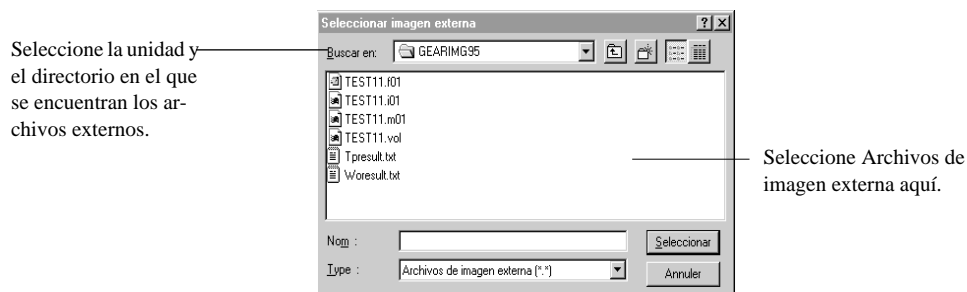 Seleccione la unidad y
el directorio en el que
se encuentran los ar-
chivos externos.
Seleccionar imagen externa
Buscar en: GEARIMG95
TEST11.f01
TEST11.i01
TEST11.m01
TEST11.vol
Tpresult.txt
Woresult.txt
Seleccione Archivos de
imagen externa aquí.
Nom :
Seleccionar
Type : Archivos de imagen externa (*.*)
Annuler